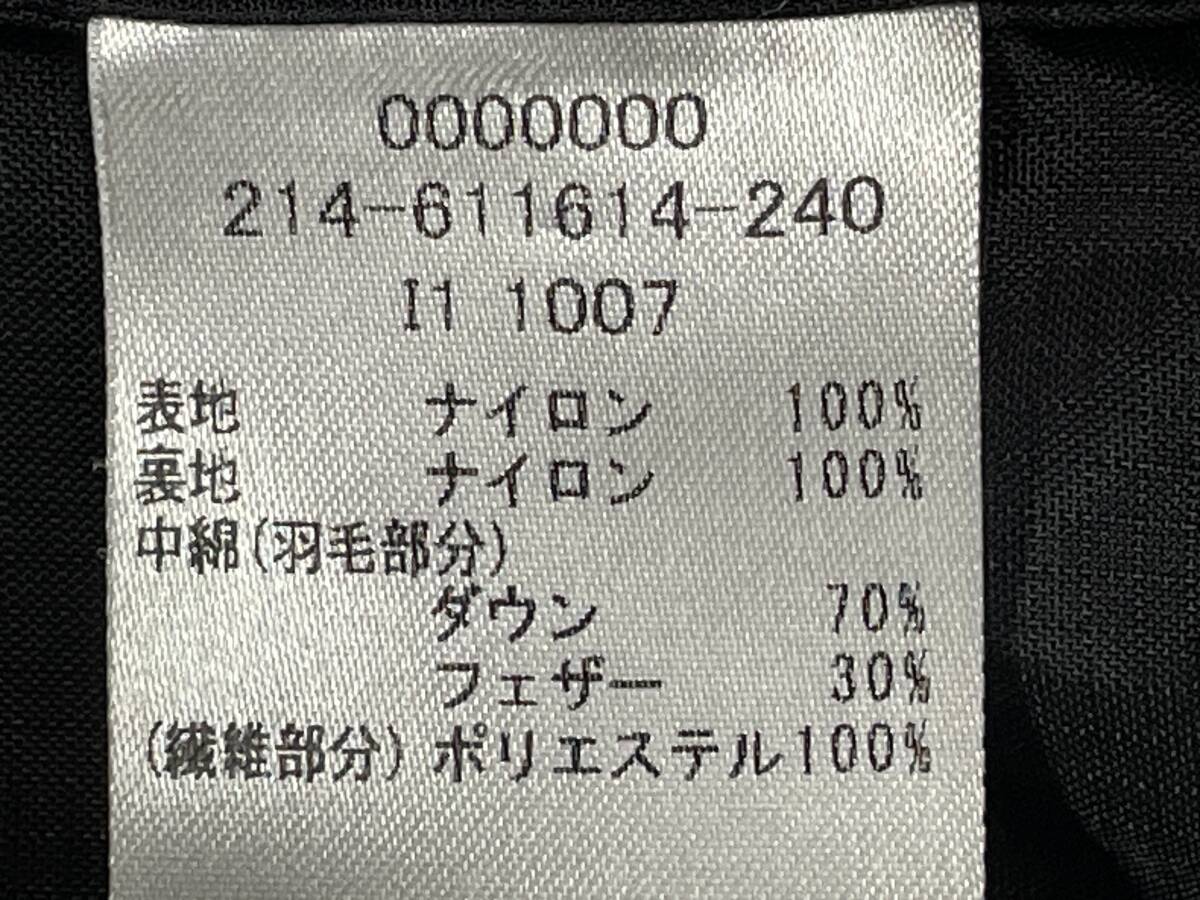 0000000
214-611614-240
I1 1007
表地 ナイロン 100%
裏地 ナイロン 100%
中綿(羽毛部分)
ダウン 70%
フェザー 30%
(繊維部分) ポリエステル100%